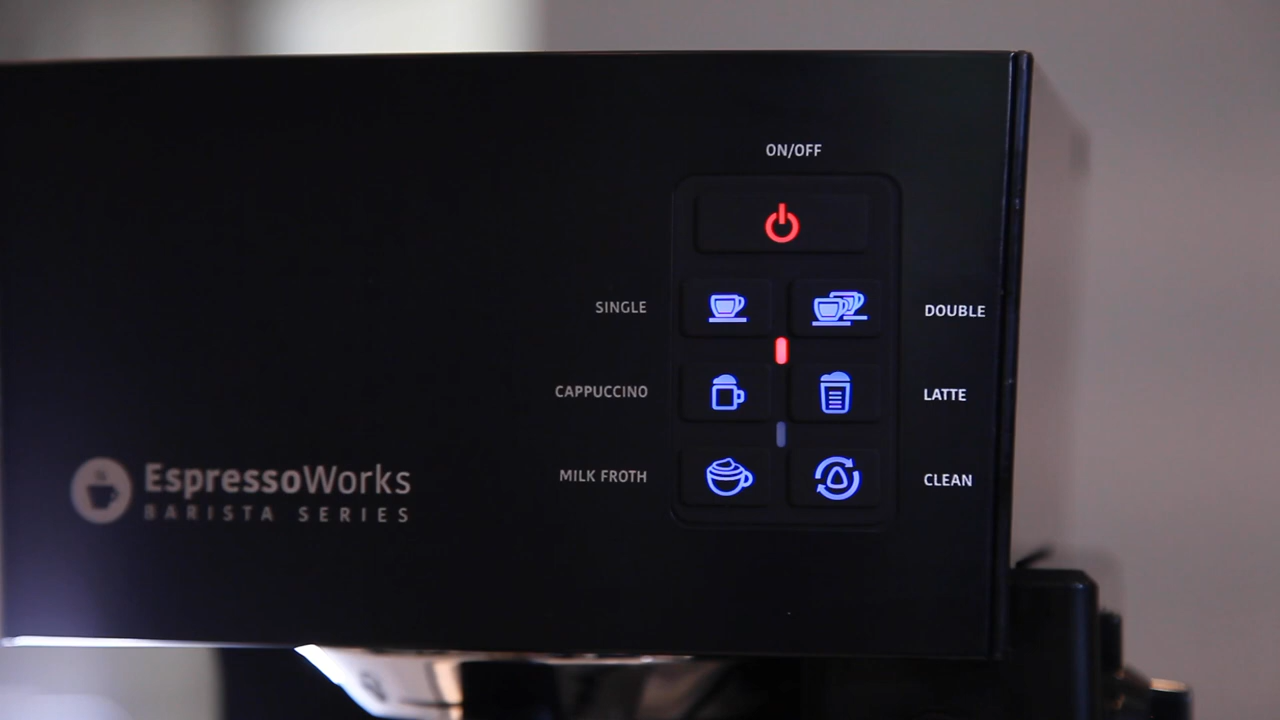 ON/OFF
SINGLE
DOUBLE
CAPPUCCINO
LATTE
MILK FROTH
CLEAN
EspressoWorks
BARISTA SERIES